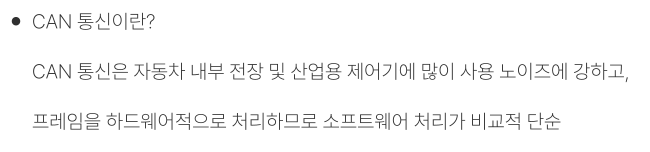 ● CAN 통신이란?
CAN 통신은 자동차 내부 전장 및 산업용 제어기에 많이 사용 노이즈에 강하고,
프레임을 하드웨어적으로 처리하므로 소프트웨어 처리가 비교적 단순